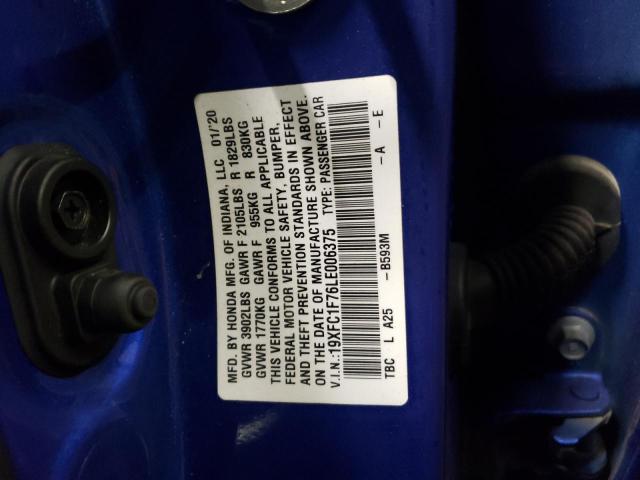 MFD. BY HONDA MFG. OF INDIANA, LLC 01/'20
GVWR 3902LBS GAWR F 2105LBS R 1829LBS
GVWR 1770KG GAWR F 955KG R 830KG
THIS VEHICLE CONFORMS TO ALL APPLICABLE
FEDERAL MOTOR VEHICLE SAFETY, BUMPER,
AND THEFT PREVENTION STANDARDS IN EFFECT
ON THE DATE OF MANUFACTURE SHOWN ABOVE.
V.I.N.:19XFC1F76LE006375 TYPE: PASSENGER CAR
TBC L A25 -B593M -A -E